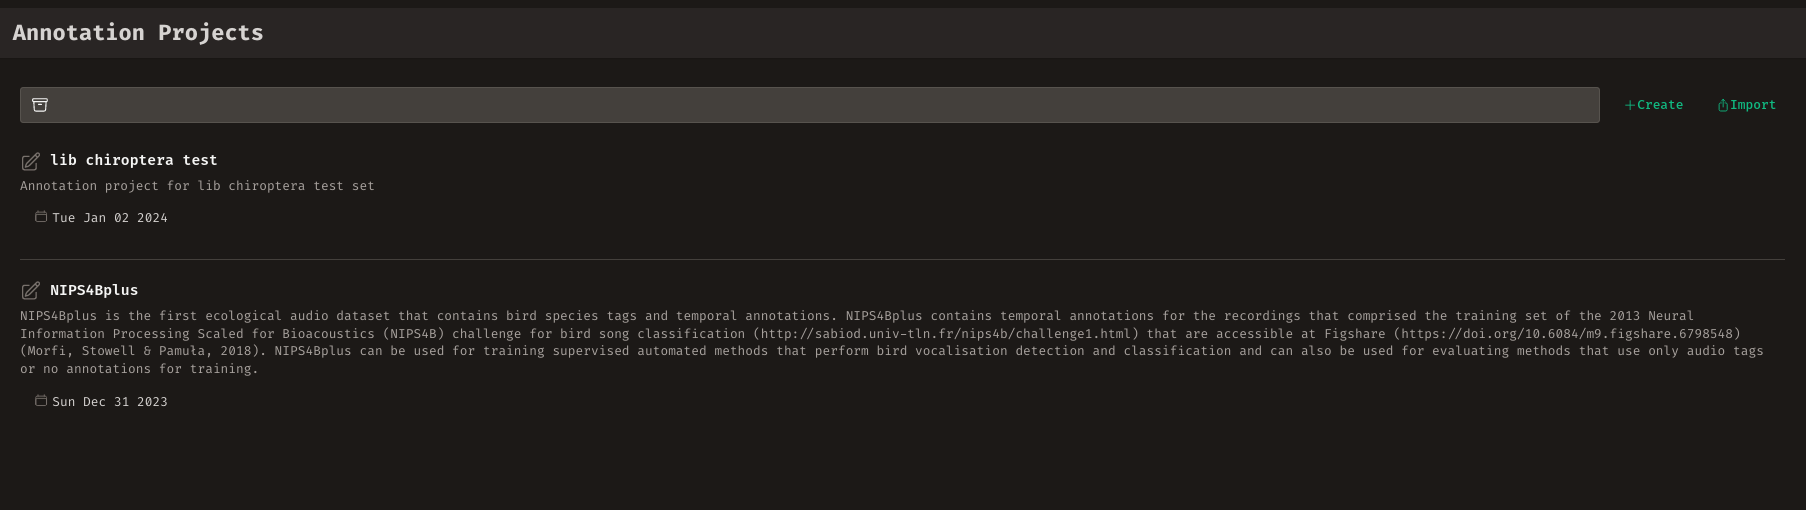 Annotation Projects
Create
Import
lib chiroptera test
Annotation project for lib chiroptera test set
Tue Jan 02 2024
NIPS4Bplus
NIPS4Bplus is the first ecological audio dataset that contains bird species tags and temporal annotations. NIPS4Bplus contains temporal annotations for the recordings that comprised the training set of the 2013 Neural
Information Processing Scaled for Bioacoustics (NIPS4B) challenge for bird song classification (http://sabiod.univ-tln.fr/nips4b/challenge1.html) that are accessible at Figshare (https://doi.org/10.6084/m9.figshare.6798548)
(Morfi, Stowell & Pamuła, 2018). NIPS4Bplus can be used for training supervised automated methods that perform bird vocalisation detection and classification and can also be used for evaluating methods that use only audio tags
or no annotations for training.
Sun Dec 31 2023